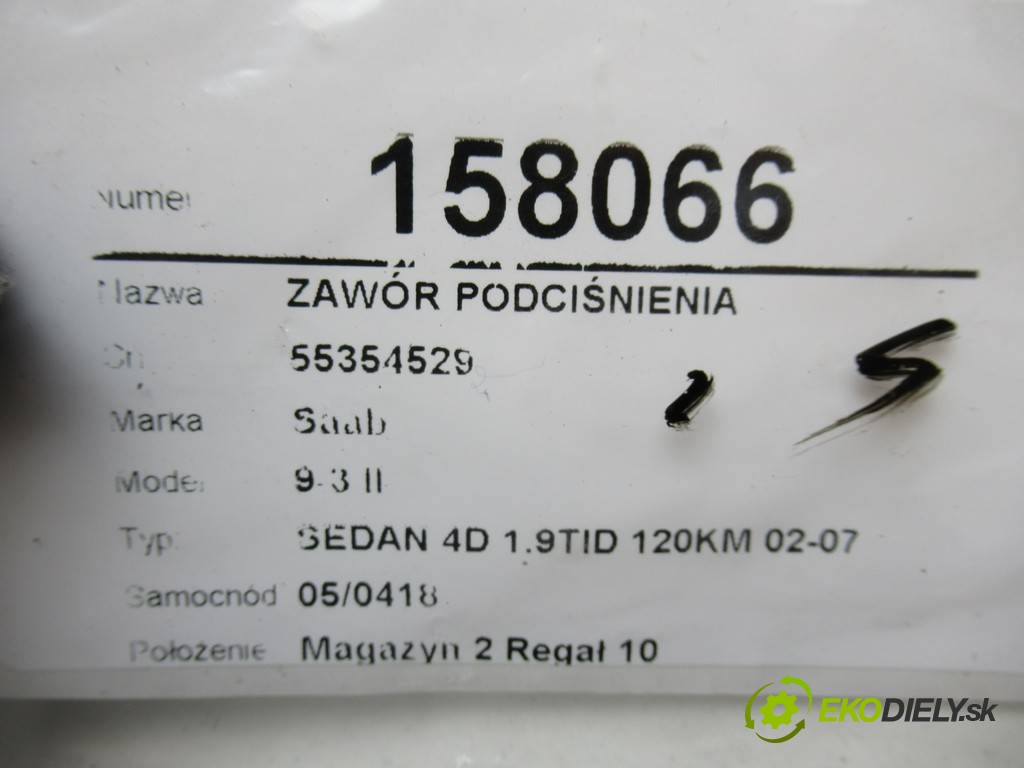 Numer 158066
Nazwa ZAWÓR PODCIŚNIENIA
55354529
Marka Saab
Model 9-3 II
Typ SEDAN 4D 1.9TID 120KM 02-07
Samochód 05/0418
Położenie Magazyn 2 Regał 10
EKODIELY.sk